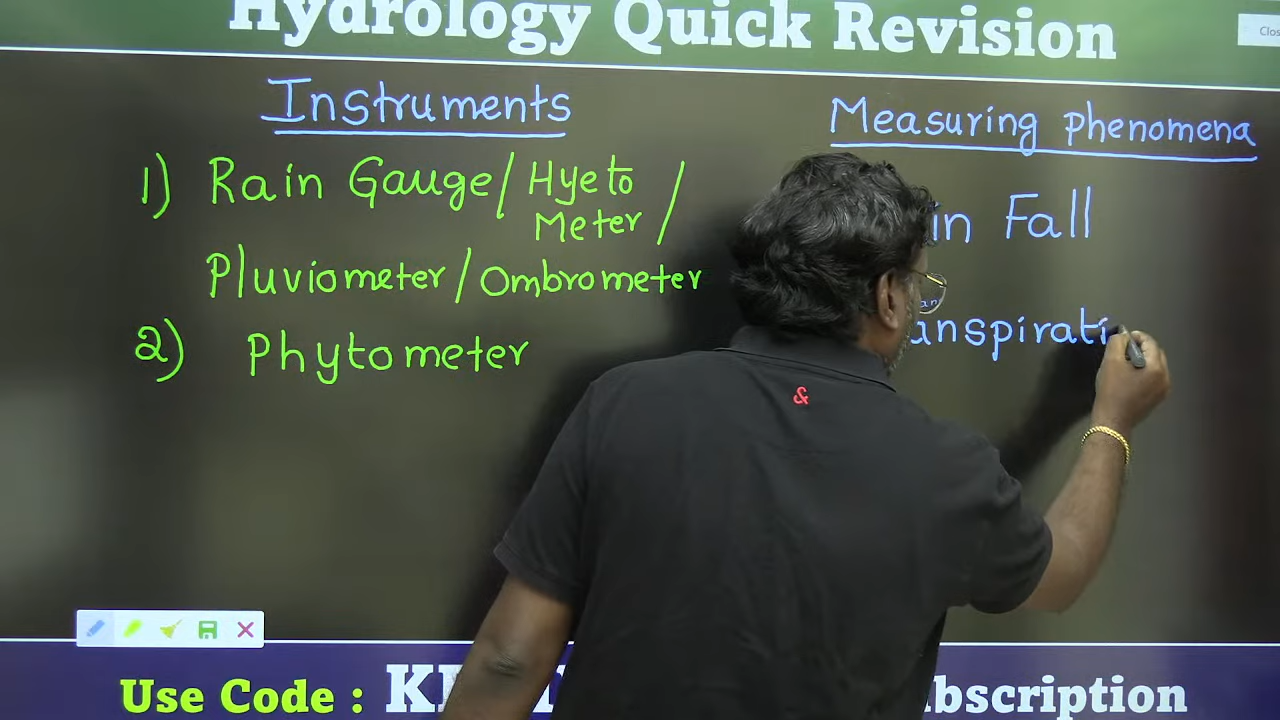 Hydrology Quick Revision
Clos
Instruments
Measuring phenomena
1) Rain Gauge / Hyeto Meter /
in Fall
Pluviometer / Ombrometer
2) Phytometer
anspirati
&
Use Code :
bscription